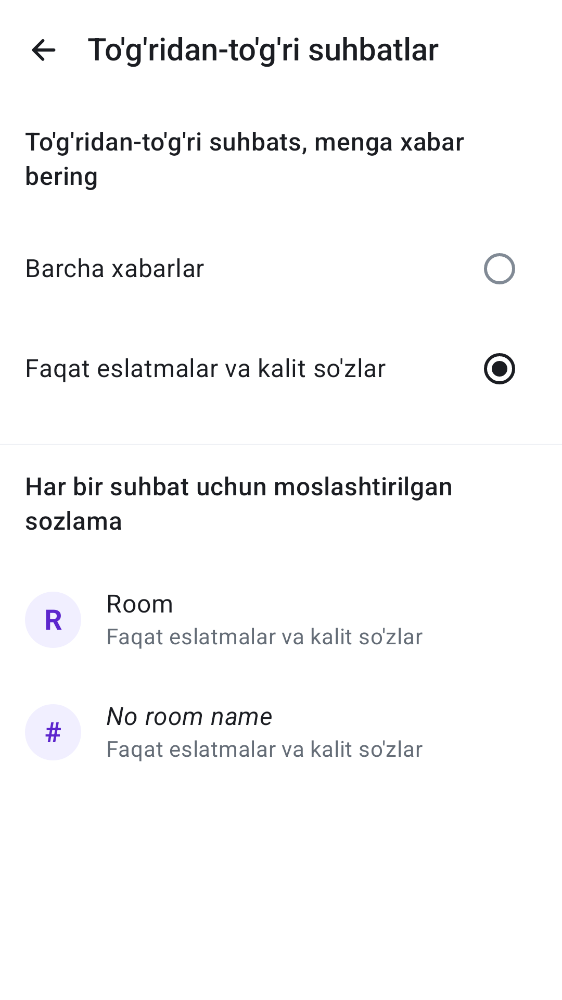 To'g'ridan-to'g'ri suhbatlar
To'g'ridan-to'g'ri suhbats, menga xabar
bering
Barcha xabarlar
Faqat eslatmalar va kalit so'zlar
Har bir suhbat uchun moslashtirilgan
sozlama
R
Room
Faqat eslatmalar va kalit so'zlar
#
No room name
Faqat eslatmalar va kalit so'zlar